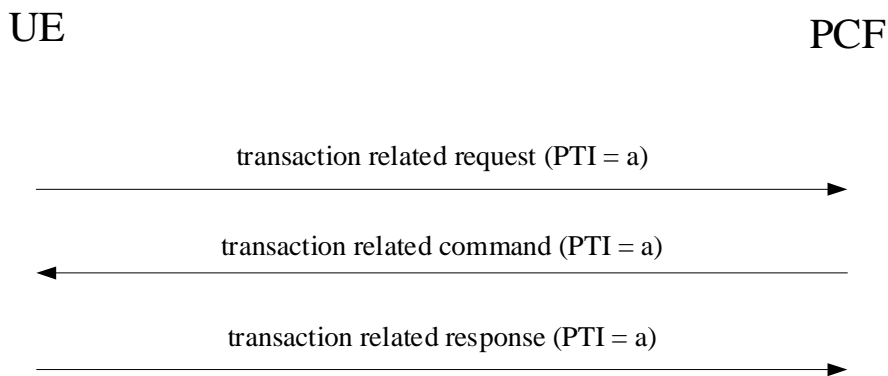 UE
PCF
transaction related request (PTI = a)
transaction related command (PTI = a)
transaction related response (PTI = a)